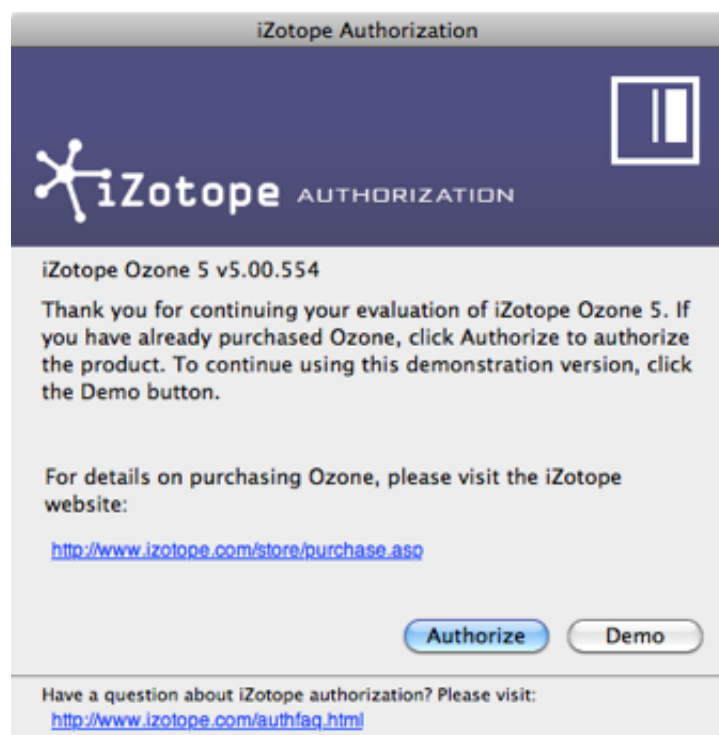 iZotope Authorization
iZotope AUTHORIZATION
iZotope Ozone 5 v5.00.554
Thank you for continuing your evaluation of iZotope Ozone 5. If
you have already purchased Ozone, click Authorize to authorize
the product. To continue using this demonstration version, click
the Demo button.
For details on purchasing Ozone, please visit the iZotope
website:
http://www.izotope.com/store/purchase.asp
Authorize Demo
Have a question about iZotope authorization? Please visit:
http://www.izotope.com/authfaq.html